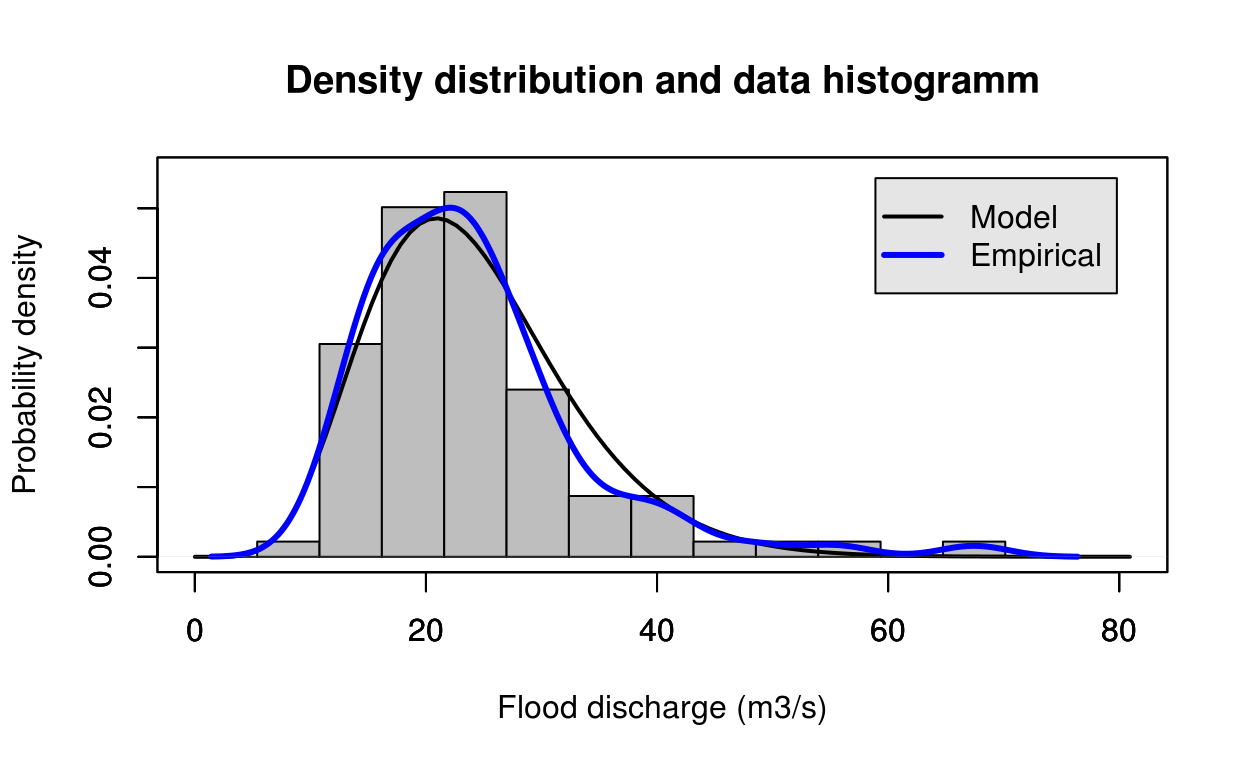 Density distribution and data histogramm
Model
Empirical
Probability density
0.04
0.02
0.00
0 20 40 60 80
Flood discharge (m3/s)